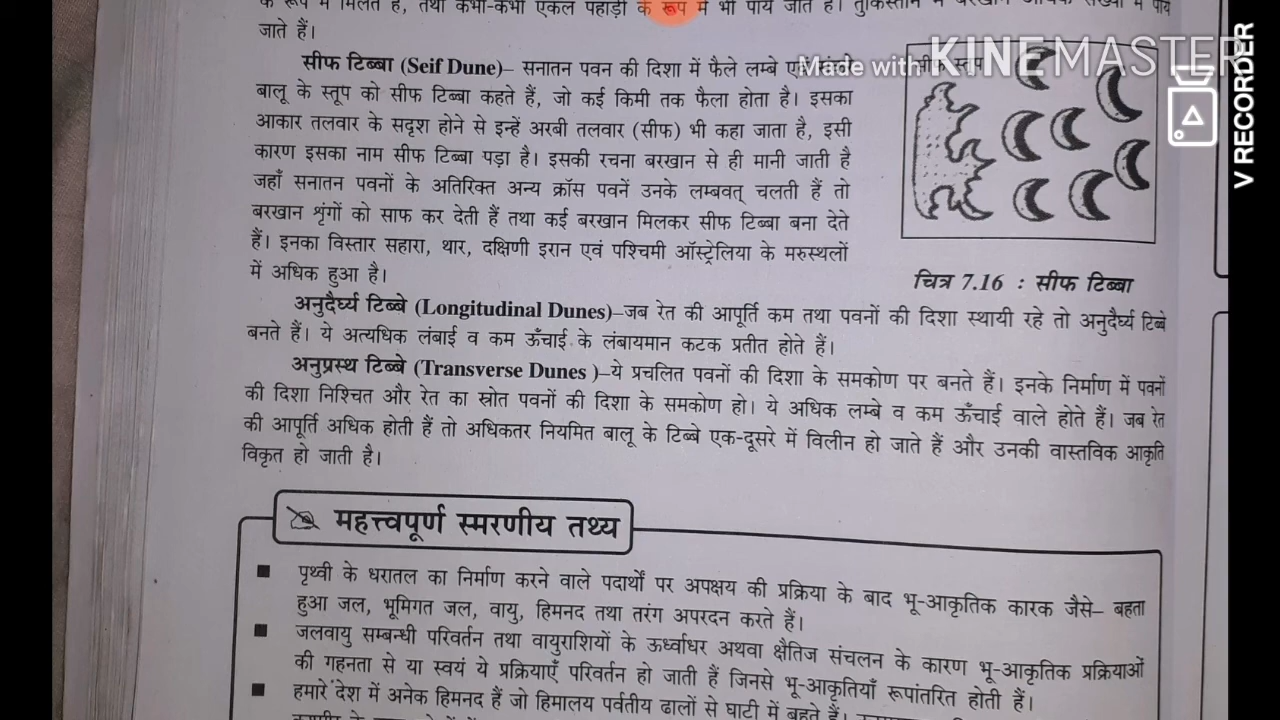 के रूप में मिलते हैं, तथा कभी-कभी एकल पहाड़ी के रूप में भी पाये जाते हैं। तुर्किस्तान में बरखान अधिक संख्या में पाये
जाते हैं।
सीफ टिब्बा (Seif Dune)– सनातन पवन की दिशा में फैले लम्बे
बालू के स्तूप को सीफ टिब्बा कहते हैं, जो कई किमी तक फैला होता है। इसका
आकार तलवार के सदृश होने से इन्हें अरबी तलवार (सीफ) भी कहा जाता है, इसी
कारण इसका नाम सीफ टिब्बा पड़ा है। इसकी रचना बरखान से ही मानी जाती है
जहाँ सनातन पवनों के अतिरिक्त अन्य क्रॉस पवनें उनके लम्बवत् चलती हैं तो
बरखान शृंगों को साफ कर देती हैं तथा कई बरखान मिलकर सीफ टिब्बा बना देते
हैं। इनका विस्तार सहारा, थार, दक्षिणी इरान एवं पश्चिमी ऑस्ट्रेलिया के मरुस्थलों
में अधिक हुआ है।
Made with KINEMASTER
V RECORDER
चित्र 7.16 : सीफ टिब्बा
अनुदैर्घ्य टिब्बे (Longitudinal Dunes)–जब रेत की आपूर्ति कम तथा पवनों की दिशा स्थायी रहे तो अनुदैर्घ्य टिब्बे
बनते हैं। ये अत्यधिक लंबाई व कम ऊँचाई के लंबायमान कटक प्रतीत होते हैं।
अनुप्रस्थ टिब्बे (Transverse Dunes )–ये प्रचलित पवनों की दिशा के समकोण पर बनते हैं। इनके निर्माण में पवनों
की दिशा निश्चित और रेत का स्रोत पवनों की दिशा के समकोण हो। ये अधिक लम्बे व कम ऊँचाई वाले होते हैं। जब रेत
की आपूर्ति अधिक होती हैं तो अधिकतर नियमित बालू के टिब्बे एक-दूसरे में विलीन हो जाते हैं और उनकी वास्तविक आकृति
विकृत हो जाती है।
महत्त्वपूर्ण स्मरणीय तथ्य
■ पृथ्वी के धरातल का निर्माण करने वाले पदार्थों पर अपक्षय की प्रक्रिया के बाद भू-आकृतिक कारक जैसे– बहता
हुआ जल, भूमिगत जल, वायु, हिमनद तथा तरंग अपरदन करते हैं।
■ जलवायु सम्बन्धी परिवर्तन तथा वायुराशियों के ऊर्ध्वाधर अथवा क्षैतिज संचलन के कारण भू-आकृतिक प्रक्रियाओं
की गहनता से या स्वयं ये प्रक्रियाएँ परिवर्तन हो जाती हैं जिनसे भू-आकृतियाँ रूपांतरित होती हैं।
■ हमारे देश में अनेक हिमनद हैं जो हिमालय पर्वतीय ढालों से घाटी में बहते हैं।